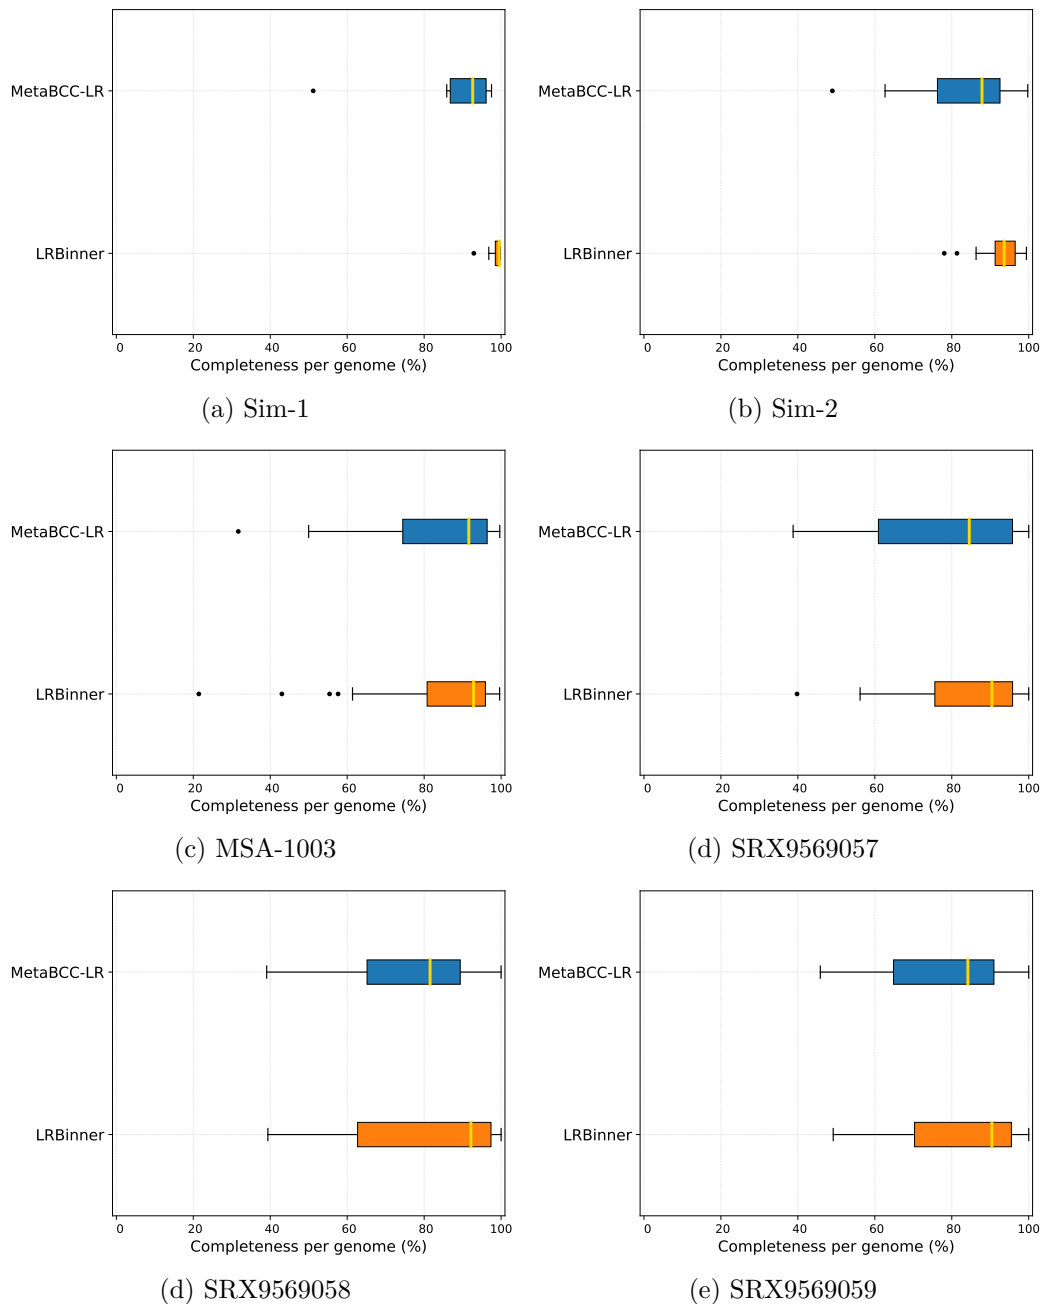 MetaBCC-LR
LRBinner
0 20 40 60 80 100
Completeness per genome (%)
(a) Sim-1
MetaBCC-LR
LRBinner
0 20 40 60 80 100
Completeness per genome (%)
(b) Sim-2
MetaBCC-LR
LRBinner
0 20 40 60 80 100
Completeness per genome (%)
(c) MSA-1003
MetaBCC-LR
LRBinner
0 20 40 60 80 100
Completeness per genome (%)
(d) SRX9569057
MetaBCC-LR
LRBinner
0 20 40 60 80 100
Completeness per genome (%)
(d) SRX9569058
MetaBCC-LR
LRBinner
0 20 40 60 80 100
Completeness per genome (%)
(e) SRX9569059